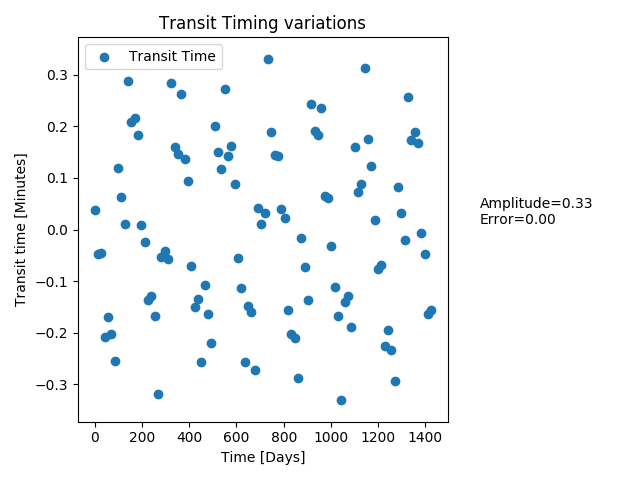 Transit Timing variations
Transit Time
Transit time [Minutes]
0.3
0.2
0.1
0.0
−0.1
−0.2
−0.3
0 200 400 600 800 1000 1200 1400
Time [Days]
Amplitude=0.33
Error=0.00